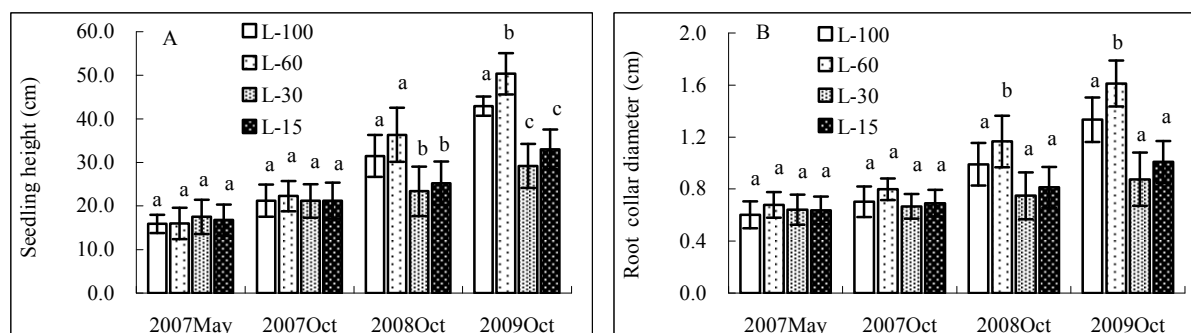 A
Seedling height (cm)
60.0
50.0
40.0
30.0
20.0
10.0
0.0
L-100
L-60
L-30
L-15
a a a a
a a a a
a a b b
a b c c
2007May 2007Oct 2008Oct 2009Oct
B
Root collar diameter (cm)
2.0
1.6
1.2
0.8
0.4
0.0
L-100
L-60
L-30
L-15
a a a a
a a a a
a b a a
a b a a
2007May 2007Oct 2008Oct 2009Oct